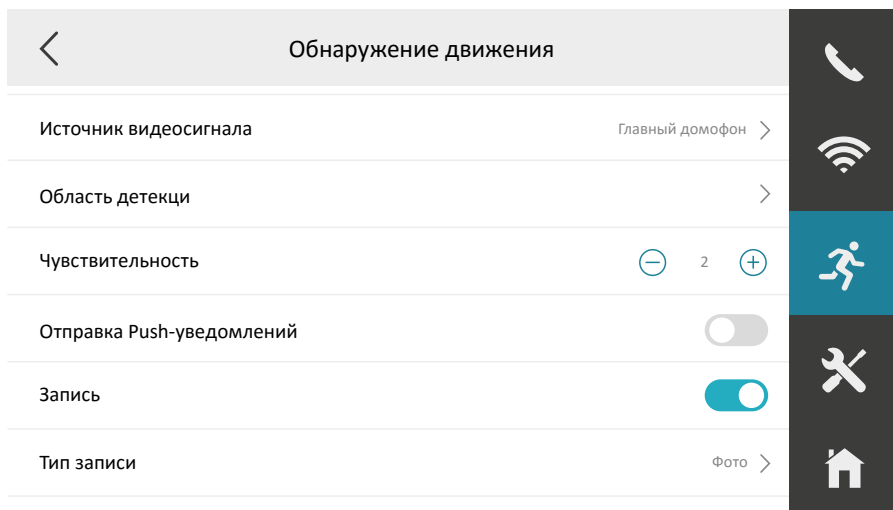 Обнаружение движения
Источник видеосигнала Главный домофон
Область детекци
Чувствительность 2
Отправка Push-уведомлений
Запись
Тип записи Фото